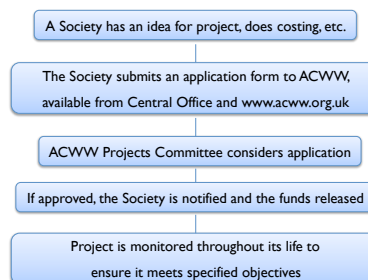 A Society has an idea for project, does costing, etc.
The Society submits an application form to ACWW,
available from Central Office and www.acww.org.uk
ACWW Projects Committee considers application
If approved, the Society is notified and the funds released
Project is monitored throughout its life to
ensure it meets specified objectives